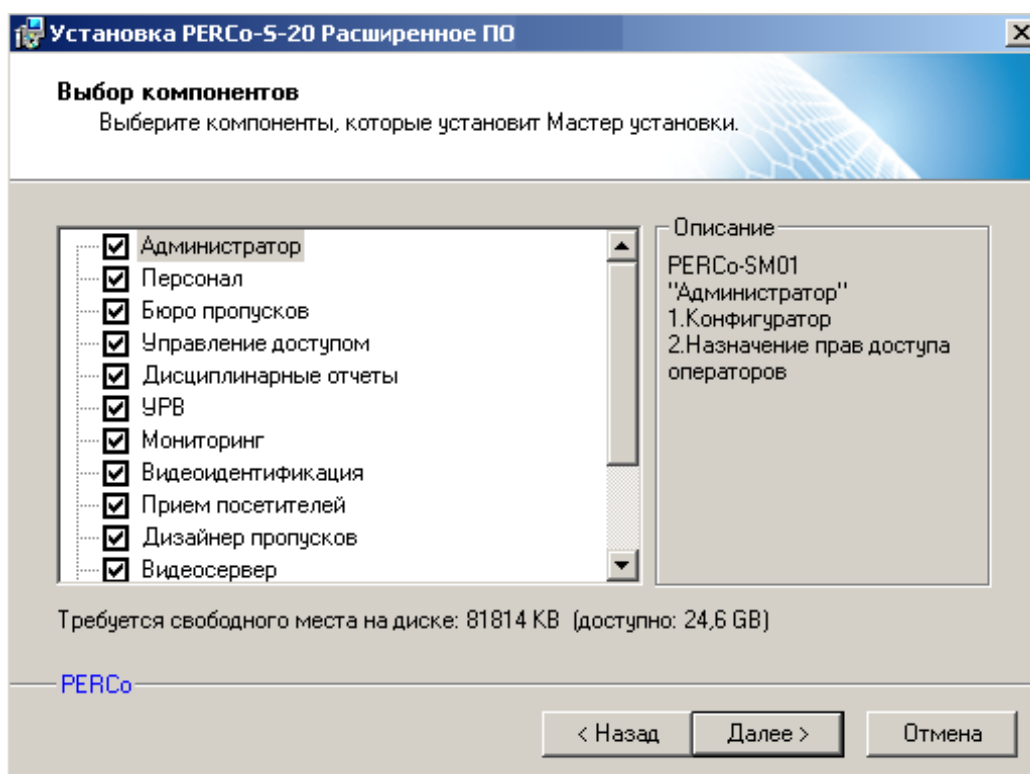 Установка PERCo-S-20 Расширенное ПО
Выбор компонентов
Выберите компоненты, которые установит Мастер установки.
Администратор
Персонал
Бюро пропусков
Управление доступом
Дисциплинарные отчеты
УРВ
Мониторинг
Видеоидентификация
Прием посетителей
Дизайнер пропусков
Видеосервер
Описание
PERCo-SM01
"Администратор"
1.Конфигуратор
2.Назначение прав доступа
операторов
Требуется свободного места на диске: 81814 KB (доступно: 24,6 GB)
PERCo
< Назад
Далее >
Отмена